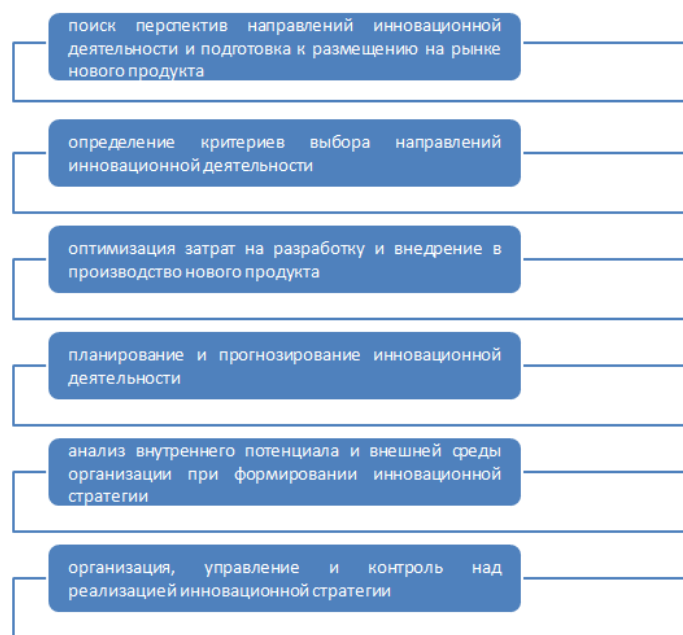 поиск перспектив направлений инновационной
деятельности и подготовка к размещению на рынке
нового продукта
определение критериев выбора направлений
инновационной деятельности
оптимизация затрат на разработку и внедрение в
производство нового продукта
планирование и прогнозирование инновационной
деятельности
анализ внутреннего потенциала и внешней среды
организации при формировании инновационной
стратегии
организация, управление и контроль над
реализацией инновационной стратегии